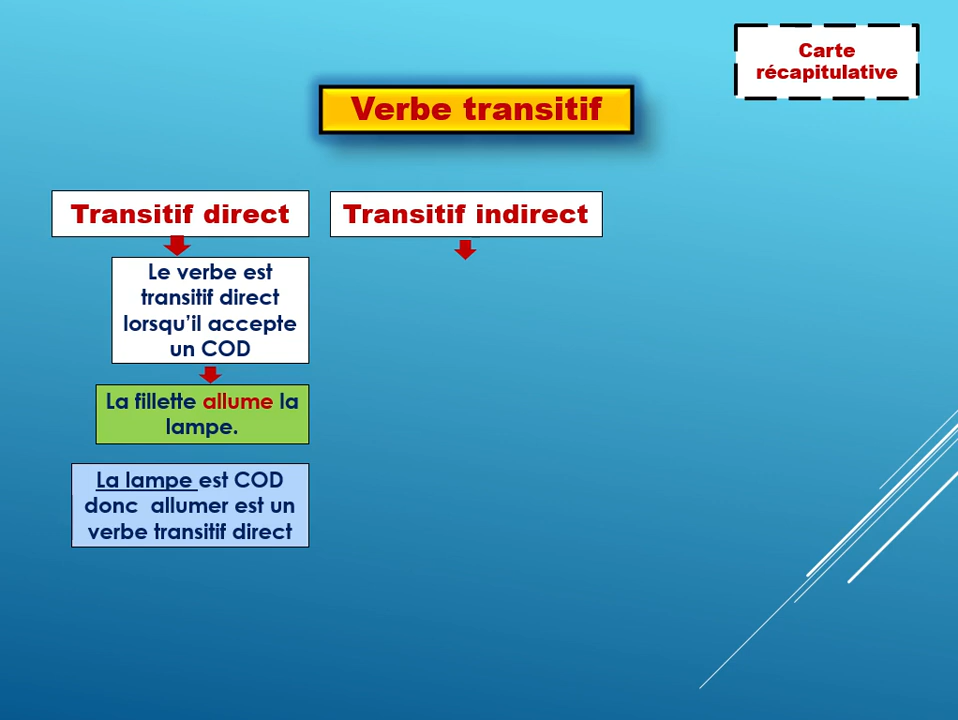 Carte
récapitulative
Verbe transitif
Transitif direct
Transitif indirect
Le verbe est
transitif direct
lorsqu'il accepte
un COD
La fillette allume la
lampe.
La lampe est COD
donc allumer est un
verbe transitif direct